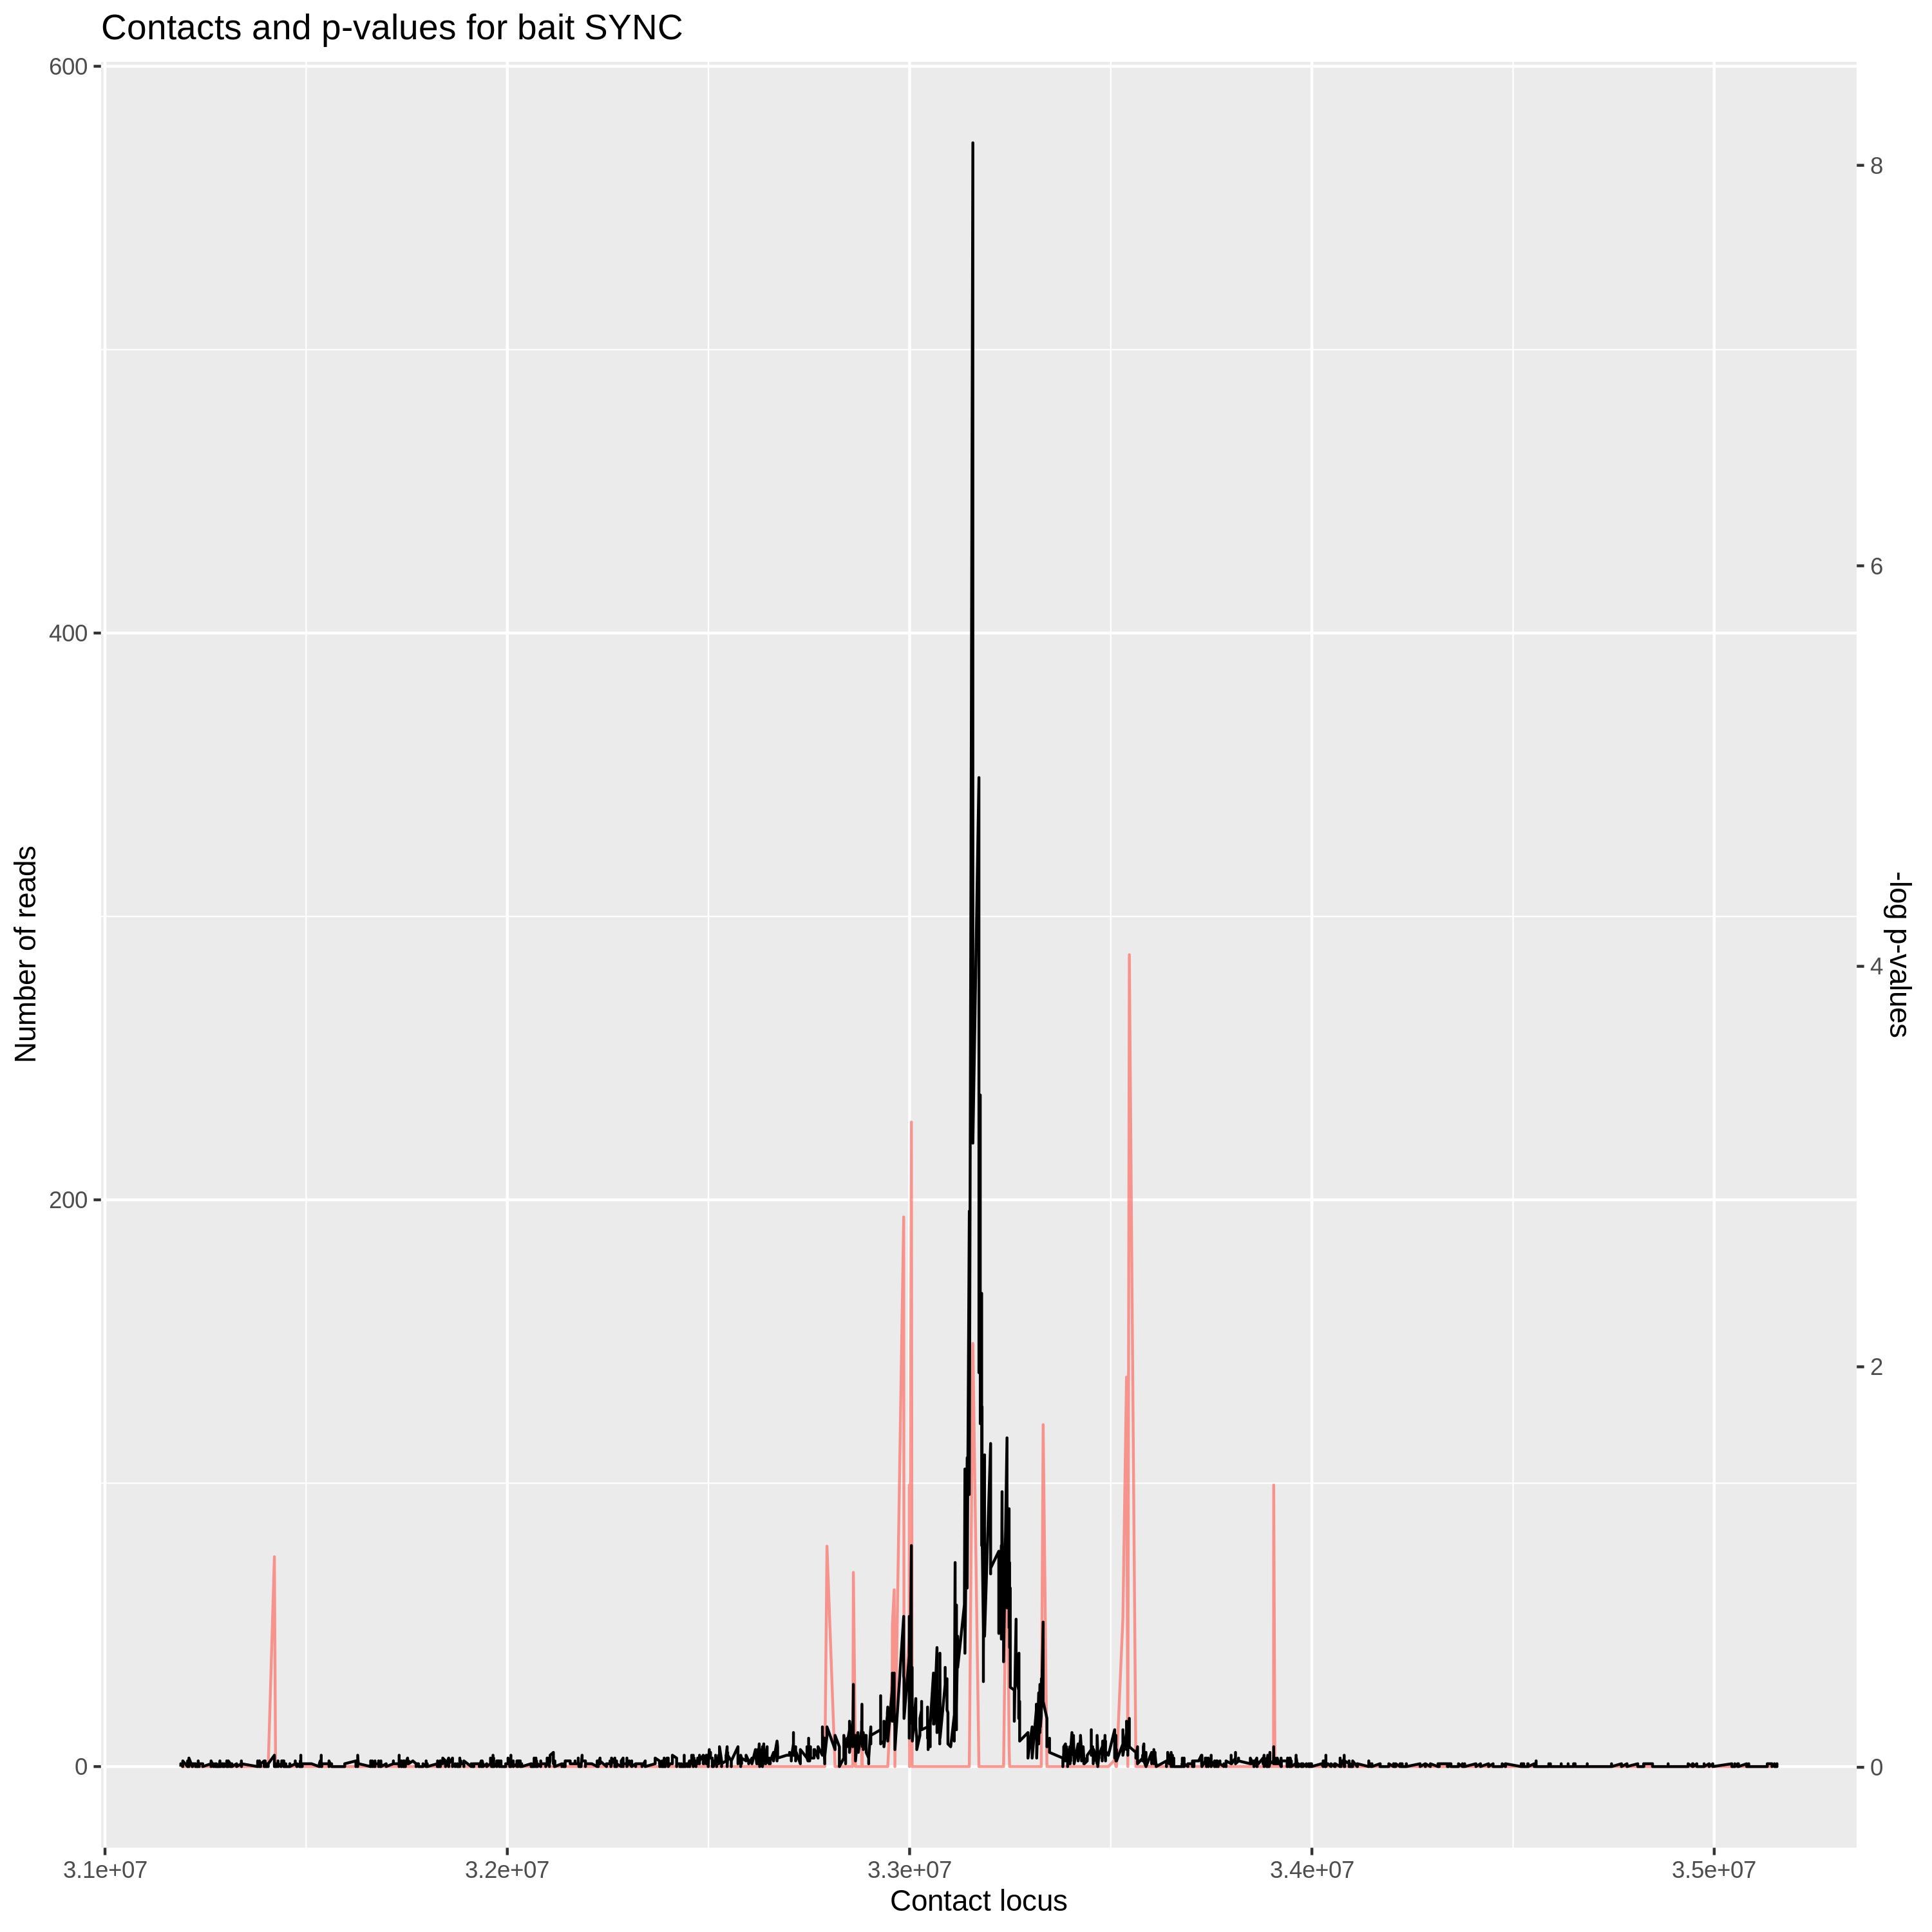 Contacts and p-values for bait SYNC
600
400
200
0
Number of reads
8
6
4
2
0
-log p-values
3.1e+07
3.2e+07
3.3e+07
3.4e+07
3.5e+07
Contact locus